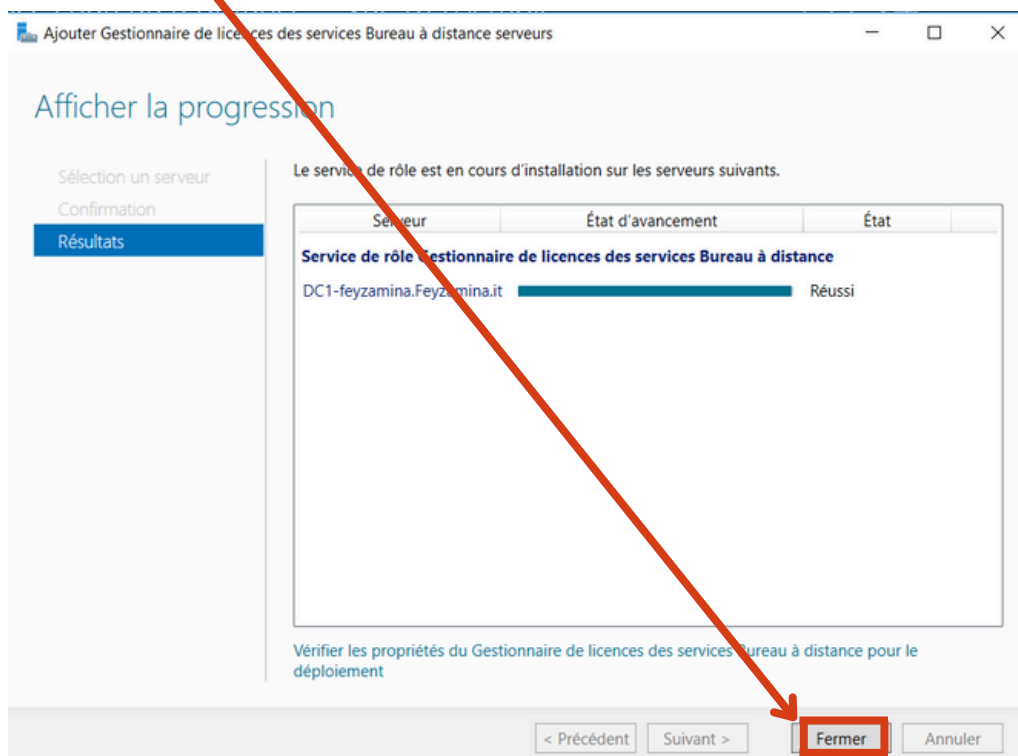 Ajouter Gestionnaire de licences des services Bureau à distance serveurs
Afficher la progression
Sélection un serveur
Confirmation
Résultats
Le service de rôle est en cours d'installation sur les serveurs suivants.
Serveur État d'avancement État
Service de rôle Gestionnaire de licences des services Bureau à distance
DC1-feyzamina.Feyzamina.it Réussi
Vérifier les propriétés du Gestionnaire de licences des services Bureau à distance pour le
déploiement
< Précédent Suivant > Fermer Annuler